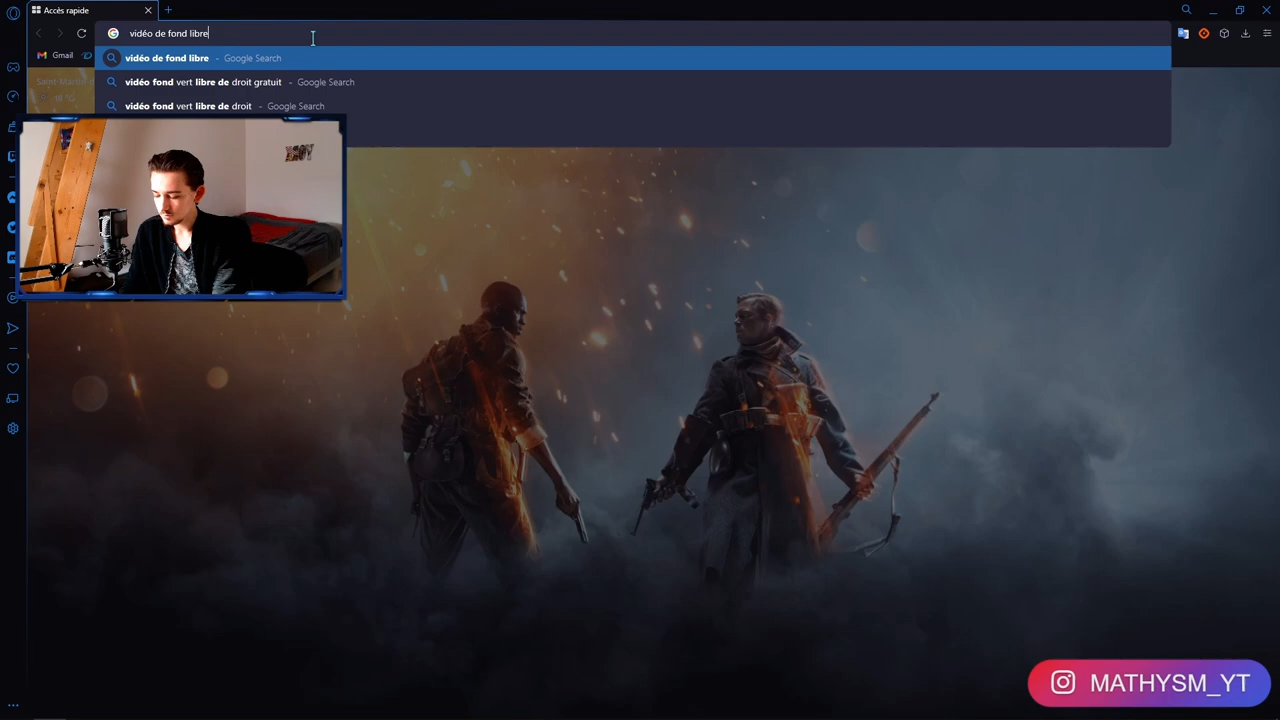 Accès rapide
vidéo de fond libre
Gmail
vidéo de fond libre - Google Search
vidéo fond vert libre de droit gratuit - Google Search
vidéo fond vert libre de droit - Google Search
MATHYSM_YT